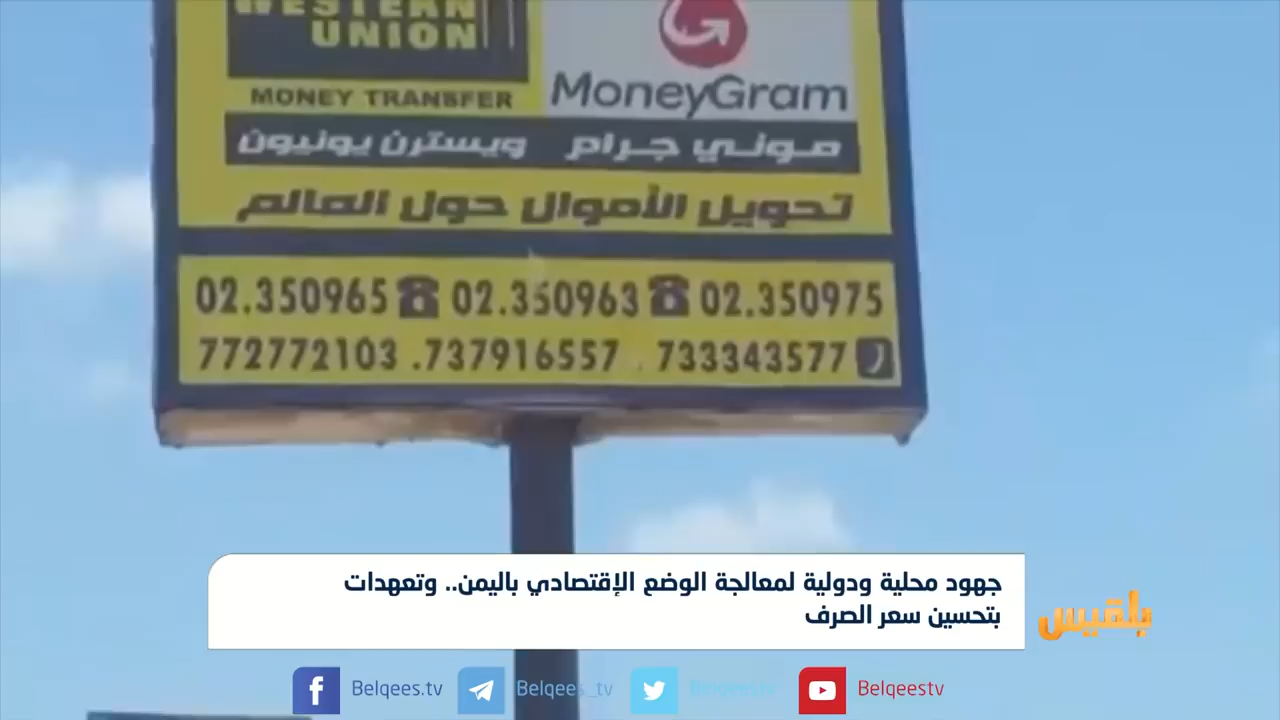 WESTERN
UNION
MONEY TRANSFER
MoneyGram
موني جرام ويسترن يونيون
تحويل الأموال حول العالم
02.350965 02.350963 02.350975
772772103 .737916557 . 733343577
جهود محلية ودولية لمعالجة الوضع الإقتصادي باليمن.. وتعهدات
بتحسين سعر الصرف
بلقيس
Belqees.tv Belqees_tv Belqeestv Belqeestv